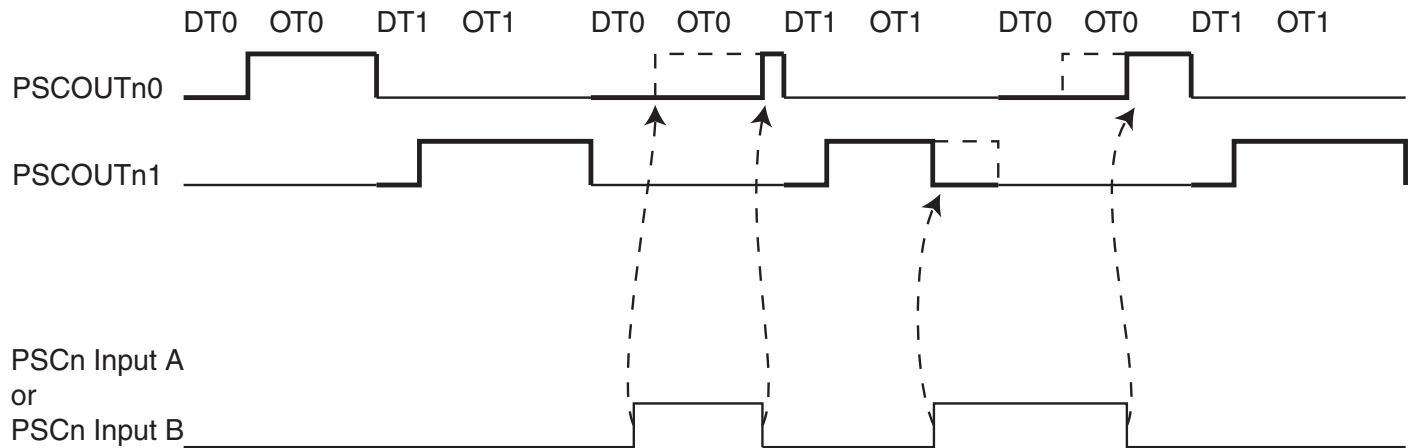 DT0 OT0 DT1 OT1 DT0 OT0 DT1 OT1 DT0 OT0 DT1 OT1
PSCOUTn0
PSCOUTn1
PSCn Input A
or
PSCn Input B